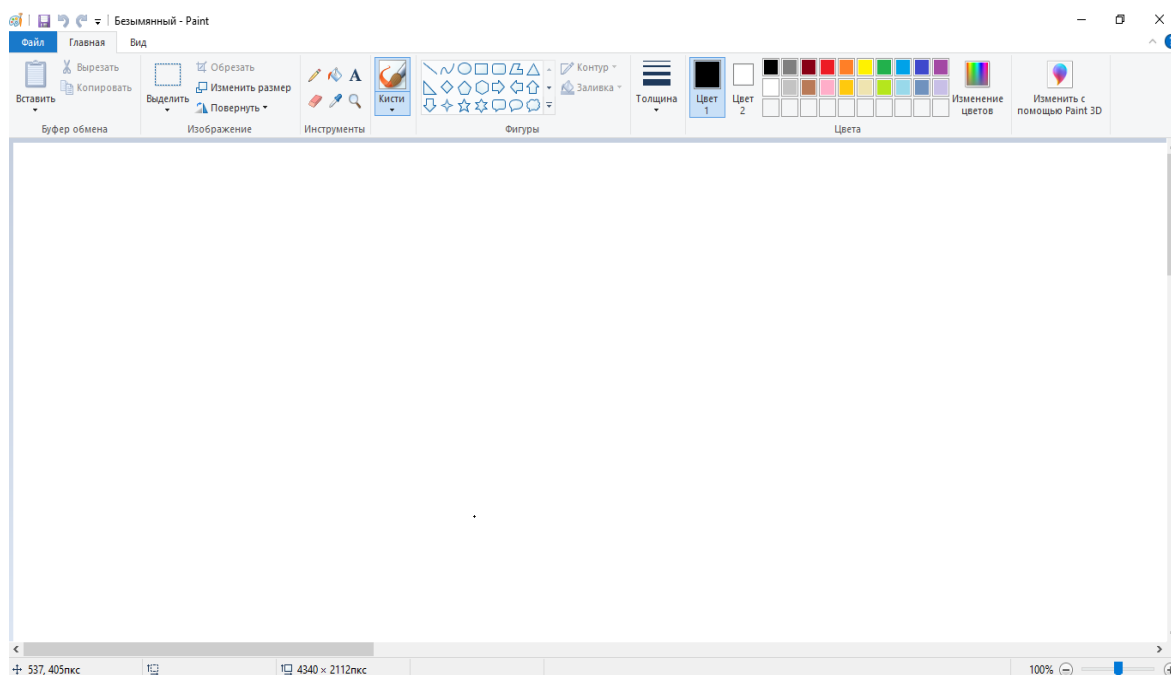 Безымянный - Paint
Файл Главная Вид
Вставить
Вырезать
Копировать
Буфер обмена
Выделить
Обрезать
Изменить размер
Повернуть
Изображение
A
Инструменты
Кисти
Контур
Заливка
Фигуры
Толщина
Цвет
1
Цвет
2
Изменение
цветов
Цвета
Изменить с
помощью Paint 3D
537, 405пкс
4340 × 2112пкс
100%